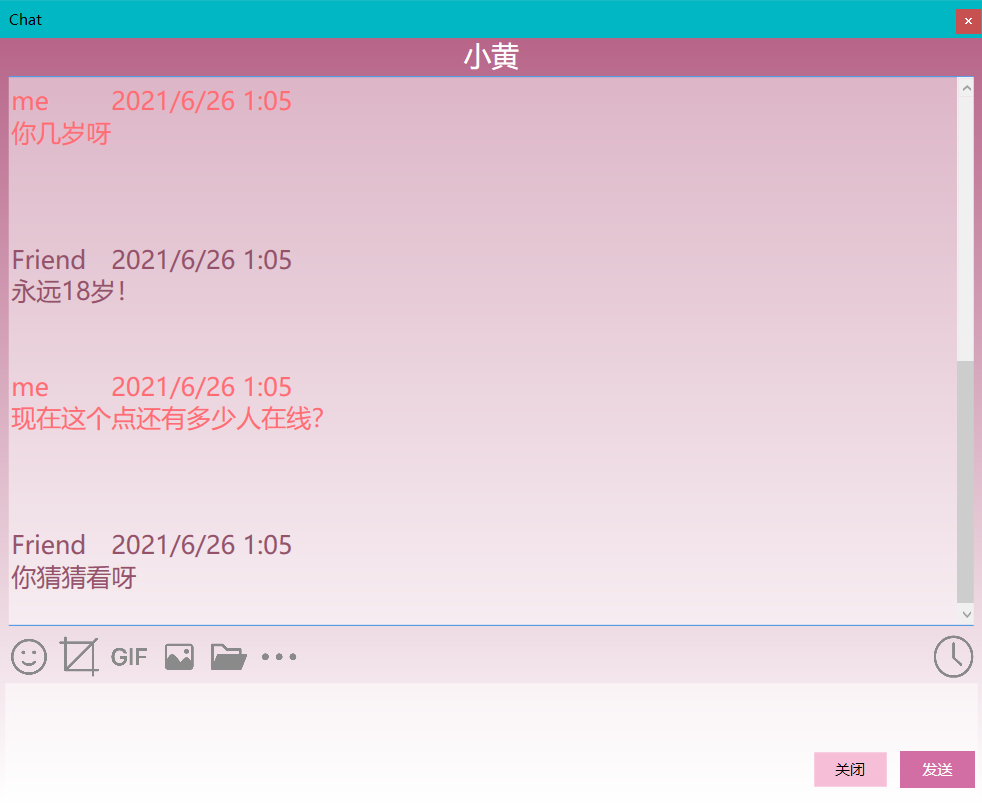 Chat
小黄
me 2021/6/26 1:05
你几岁呀
Friend 2021/6/26 1:05
永远18岁！
me 2021/6/26 1:05
现在这个点还有多少人在线？
Friend 2021/6/26 1:05
你猜猜看呀
GIF
关闭 发送